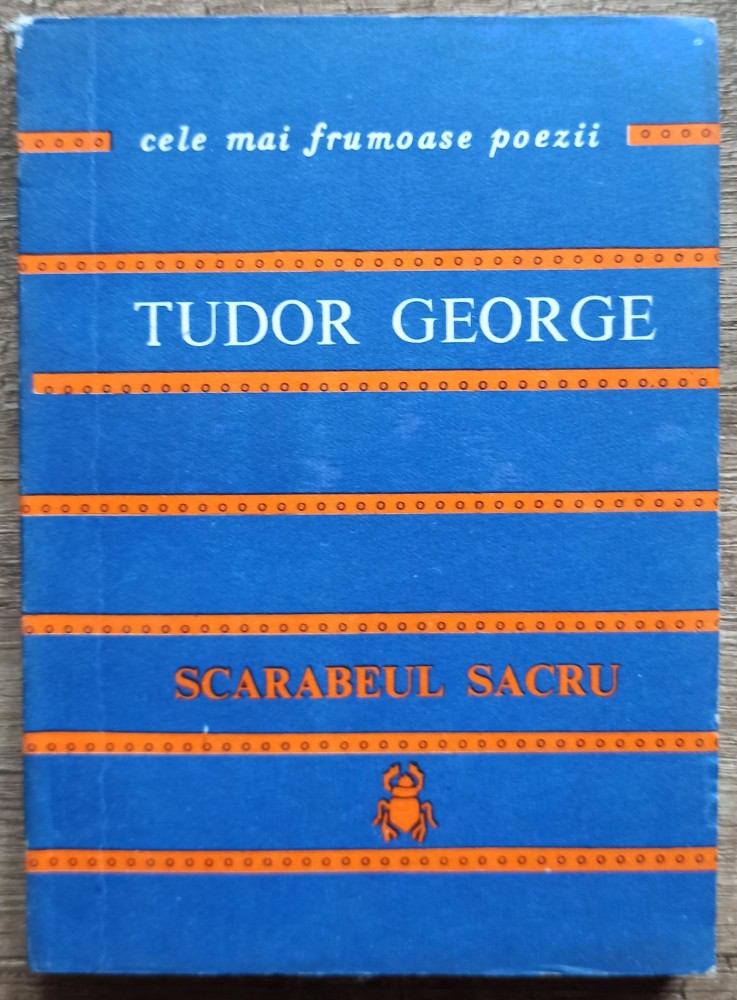 cele mai frumoase poezii
TUDOR GEORGE
SCARABEUL SACRU